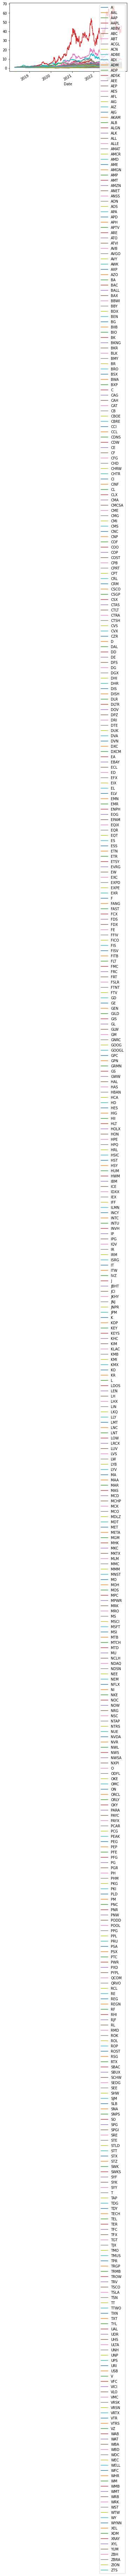 70
60
50
40
30
20
10
0
2019
2020
2021
2022
Date
A
AAL
AAP
AAPL
ABBV
ABC
ABT
ACGL
ACN
ADBE
ADI
ADM
ADP
ADSK
AEE
AEP
AES
AFL
AIG
AIZ
AJG
AKAM
ALB
ALGN
ALK
ALL
ALLE
AMAT
AMCR
AMD
AME
AMGN
AMP
AMT
AMZN
ANET
ANSS
AON
AOS
APA
APD
APH
APTV
ARE
ATO
ATVI
AVB
AVGO
AVY
AWK
AXP
AZO
BA
BAC
BALL
BAX
BBWI
BBY
BDX
BEN
BG
BIIB
BIO
BK
BKNG
BKR
BLK
BMY
BR
BRO
BSX
BWA
BXP
C
CAG
CAH
CAT
CB
CBOE
CBRE
CCI
CCL
CDNS
CDW
CE
CF
CFG
CHD
CHRW
CHTR
CI
CINF
CL
CLX
CMA
CMCSA
CME
CMG
CMI
CMS
CNC
CNP
COF
COO
COP
COST
CPB
CPRT
CPT
CRL
CRM
CSCO
CSGP
CSX
CTAS
CTLT
CTRA
CTSH
CVS
CVX
CZR
D
DAL
DD
DE
DFS
DG
DGX
DHI
DHR
DIS
DISH
DLR
DLTR
DOV
DPZ
DRI
DTE
DUK
DVA
DVN
DXC
DXCM
EA
EBAY
ECL
ED
EFX
EIX
EL
ELV
EMN
EMR
ENPH
EOG
EPAM
EQIX
EQR
EQT
ES
ESS
ETN
ETR
ETSY
EVRG
EW
EXC
EXPD
EXPE
EXR
F
FANG
FAST
FCX
FDS
FDX
FE
FFIV
FICO
FIS
FISV
FITB
FLT
FMC
FRC
FRT
FSLR
FTNT
FTV
GD
GE
GEN
GILD
GIS
GL
GLW
GM
GNRC
GOOG
GOOGL
GPC
GPN
GRMN
GS
GWW
HAL
HAS
HBAN
HCA
HD
HES
HIG
HII
HLT
HOLX
HON
HPE
HPQ
HRL
HSIC
HST
HSY
HUM
HWM
IBM
ICE
IDXX
IEX
IFF
ILMN
INCY
INTC
INTU
INVH
IP
IPG
IQV
IR
IRM
ISRG
IT
ITW
IVZ
J
JBHT
JCI
JKHY
JNJ
JNPR
JPM
K
KDP
KEY
KEYS
KHC
KIM
KLAC
KMB
KMI
KMX
KO
KR
L
LDOS
LEN
LH
LHX
LIN
LKQ
LLY
LMT
LNC
LNT
LOW
LRCX
LUV
LVS
LW
LYB
LYV
MA
MAA
MAR
MAS
MCD
MCHP
MCK
MCO
MDLZ
MDT
MET
META
MGM
MHK
MKC
MKTX
MLM
MMC
MMM
MNST
MO
MOH
MOS
MPC
MPWR
MRK
MRO
MS
MSCI
MSFT
MSI
MTB
MTCH
MTD
MU
NCLH
NDAQ
NDSN
NEE
NEM
NFLX
NI
NKE
NOC
NOW
NRG
NSC
NTAP
NTRS
NUE
NVDA
NVR
NWL
NWS
NWSA
NXPI
O
ODFL
OKE
OMC
ON
ORCL
ORLY
OXY
PARA
PAYC
PAYX
PCAR
PCG
PEAK
PEG
PEP
PFE
PFG
PG
PGR
PH
PHM
PKG
PKI
PLD
PM
PNC
PNR
PNW
PODD
POOL
PPG
PPL
PRU
PSA
PSX
PTC
PWR
PXD
PYPL
QCOM
QRVO
RCL
RE
REG
REGN
RF
RHI
RJF
RL
RMD
ROK
ROL
ROP
ROST
RSG
RTX
SBAC
SBUX
SCHW
SEDG
SEE
SHW
SJM
SLB
SNA
SNPS
SO
SPG
SPGI
SRE
STE
STLD
STT
STX
STZ
SWK
SWKS
SYF
SYK
SYY
T
TAP
TDG
TDY
TECH
TEL
TER
TFC
TFX
TGT
TJX
TMO
TMUS
TPR
TRGP
TRMB
TROW
TRV
TSCO
TSLA
TSN
TT
TTWO
TXN
TXT
TYL
UAL
UDR
UHS
ULTA
UNH
UNP
UPS
URI
USB
V
VFC
VICI
VLO
VMC
VRSK
VRSN
VRTX
VTR
VTRS
VZ
WAB
WAT
WBA
WBD
WDC
WEC
WELL
WFC
WHR
WM
WMB
WMT
WRB
WRK
WST
WTW
WY
WYNN
XEL
XOM
XRAY
XYL
YUM
ZBH
ZBRA
ZION
ZTS